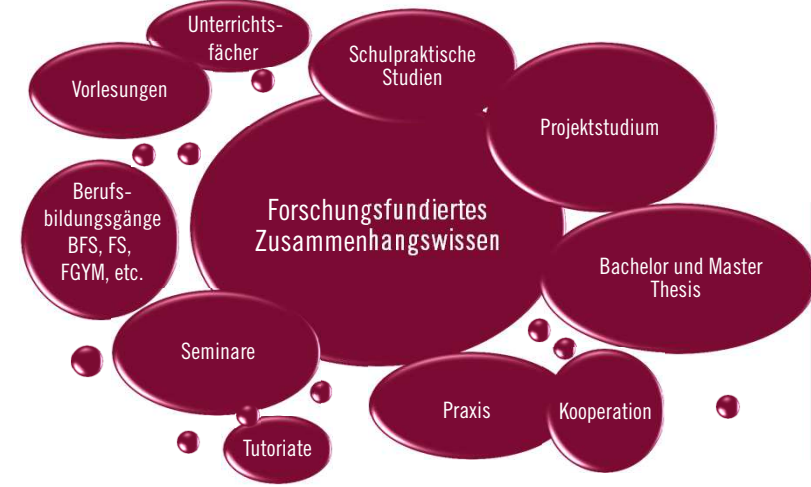 Unterrichts-
fächer
Vorlesungen
Schulpraktische
Studien
Projektstudium
Berufs-
bildungsgänge
BFS, FS,
FGYM, etc.
Forschungsfundiertes
Zusammenhangswissen
Bachelor und Master
Thesis
Seminare
Praxis
Kooperation
Tutoriate